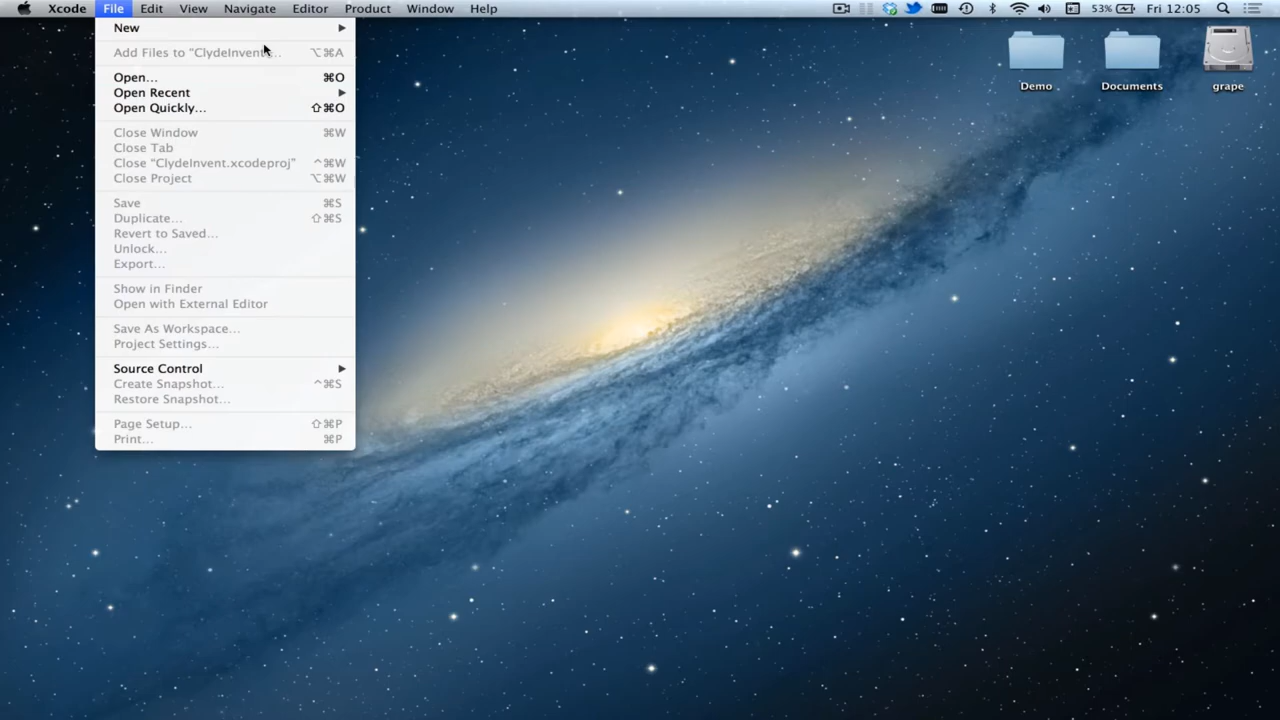 Xcode File Edit View Navigate Editor Product Window Help 53% Fri 12:05
New
Add Files to "ClydeInvent... ⌥⌘A
Open... ⌘O
Open Recent
Open Quickly... ⇧⌘O
Close Window ⌘W
Close Tab
Close "ClydeInvent.xcodeproj" ^⌘W
Close Project ⌥⌘W
Save ⌘S
Duplicate... ⇧⌘S
Revert to Saved...
Unlock...
Export...
Show in Finder
Open with External Editor
Save As Workspace...
Project Settings...
Source Control
Create Snapshot... ^⌘S
Restore Snapshot...
Page Setup... ⇧⌘P
Print... ⌘P
Demo Documents grape